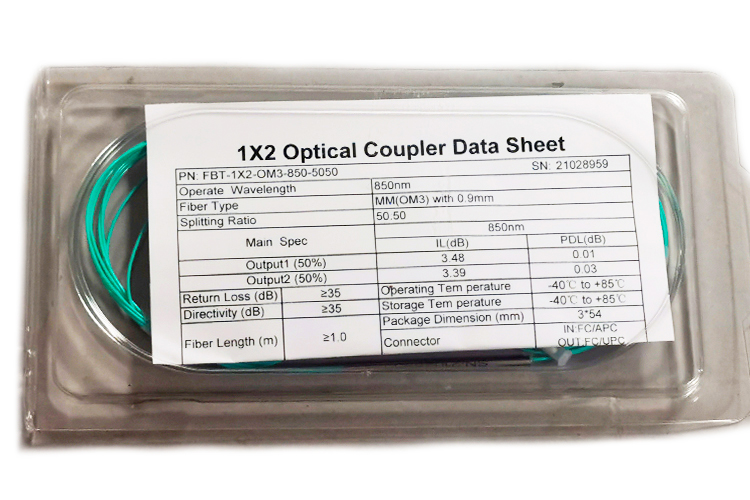 1X2 Optical Coupler Data Sheet
PN: FBT-1X2-OM3-850-5050 SN: 21028959
Operate Wavelength 850nm
Fiber Type MM(OM3) with 0.9mm
Splitting Ratio 50.50
Main Spec 850nm
IL(dB) PDL(dB)
Output1 (50%) 3.48 0.01
Output2 (50%) 3.39 0.03
Return Loss (dB) ≥35 Operating Tem perature -40℃ to +85℃
Directivity (dB) ≥35 Storage Tem perature -40℃ to +85℃
Package Dimension (mm) 3*54
Fiber Length (m) ≥1.0 Connector IN:FC/APC
OUT:FC/UPC